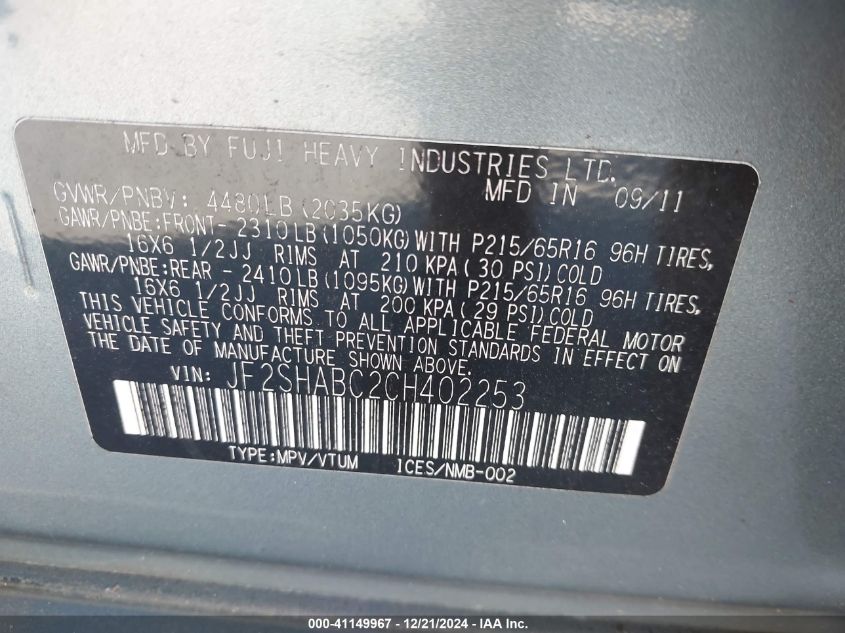 MFD BY FUJI HEAVY INDUSTRIES LTD.
GVWR/PNBV: 4480LB(2035KG) MFD IN 09/11
GAWR/PNBE:FRONT-2310LB(1050KG)WITH P215/65R16 96H TIRES,
16X6 1/2JJ RIMS AT 210 KPA(30 PSI)COLD
GAWR/PNBE:REAR -2410LB(1095KG)WITH P215/65R16 96H TIRES,
16X6 1/2JJ RIMS AT 200 KPA(29 PSI)COLD
THIS VEHICLE CONFORMS TO ALL APPLICABLE FEDERAL MOTOR
VEHICLE SAFETY AND THEFT PREVENTION STANDARDS IN EFFECT ON
THE DATE OF MANUFACTURE SHOWN ABOVE.
VIN: JF2SHABC2CH402253
TYPE:MPV/VTUM ICES/NMB-002
000-41149967 - 12/21/2024 - IAA Inc.